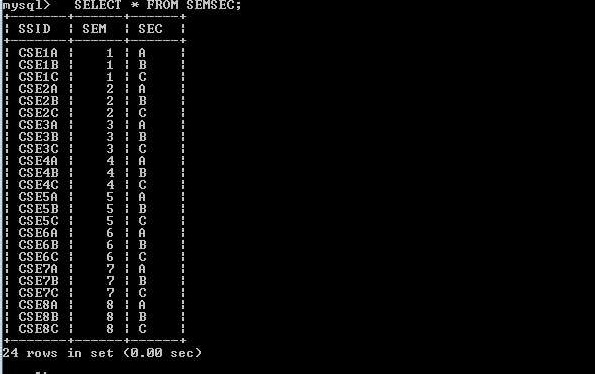 mysql>   SELECT * FROM SEMSEC;
+-------+------+------+
| SSID  | SEM  | SEC  |
+-------+------+------+
| CSE1A |    1 | A    |
| CSE1B |    1 | B    |
| CSE1C |    1 | C    |
| CSE2A |    2 | A    |
| CSE2B |    2 | B    |
| CSE2C |    2 | C    |
| CSE3A |    3 | A    |
| CSE3B |    3 | B    |
| CSE3C |    3 | C    |
| CSE4A |    4 | A    |
| CSE4B |    4 | B    |
| CSE4C |    4 | C    |
| CSE5A |    5 | A    |
| CSE5B |    5 | B    |
| CSE5C |    5 | C    |
| CSE6A |    6 | A    |
| CSE6B |    6 | B    |
| CSE6C |    6 | C    |
| CSE7A |    7 | A    |
| CSE7B |    7 | B    |
| CSE7C |    7 | C    |
| CSE8A |    8 | A    |
| CSE8B |    8 | B    |
| CSE8C |    8 | C    |
+-------+------+------+
24 rows in set (0.00 sec)